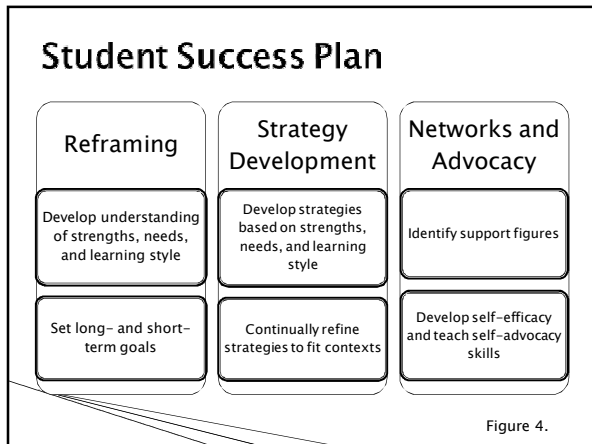 Student Success Plan
Reframing
Develop understanding
of strengths, needs,
and learning style
Set long- and short-
term goals
Strategy
Development
Develop strategies
based on strengths,
needs, and learning
style
Continually refine
strategies to fit contexts
Networks and
Advocacy
Identify support figures
Develop self-efficacy
and teach self-advocacy
skills
Figure 4.